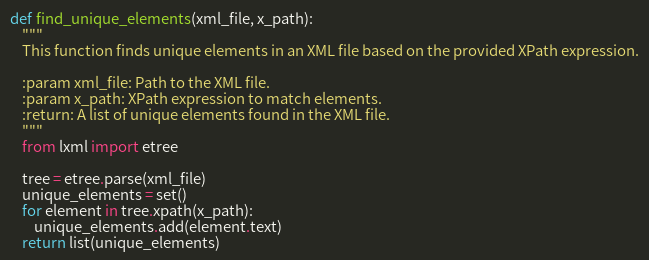 def find_unique_elements(xml_file, x_path):
    """
    This function finds unique elements in an XML file based on the provided XPath expression.

    :param xml_file: Path to the XML file.
    :param x_path: XPath expression to match elements.
    :return: A list of unique elements found in the XML file.
    """
    from lxml import etree

    tree = etree.parse(xml_file)
    unique_elements = set()
    for element in tree.xpath(x_path):
        unique_elements.add(element.text)
    return list(unique_elements)